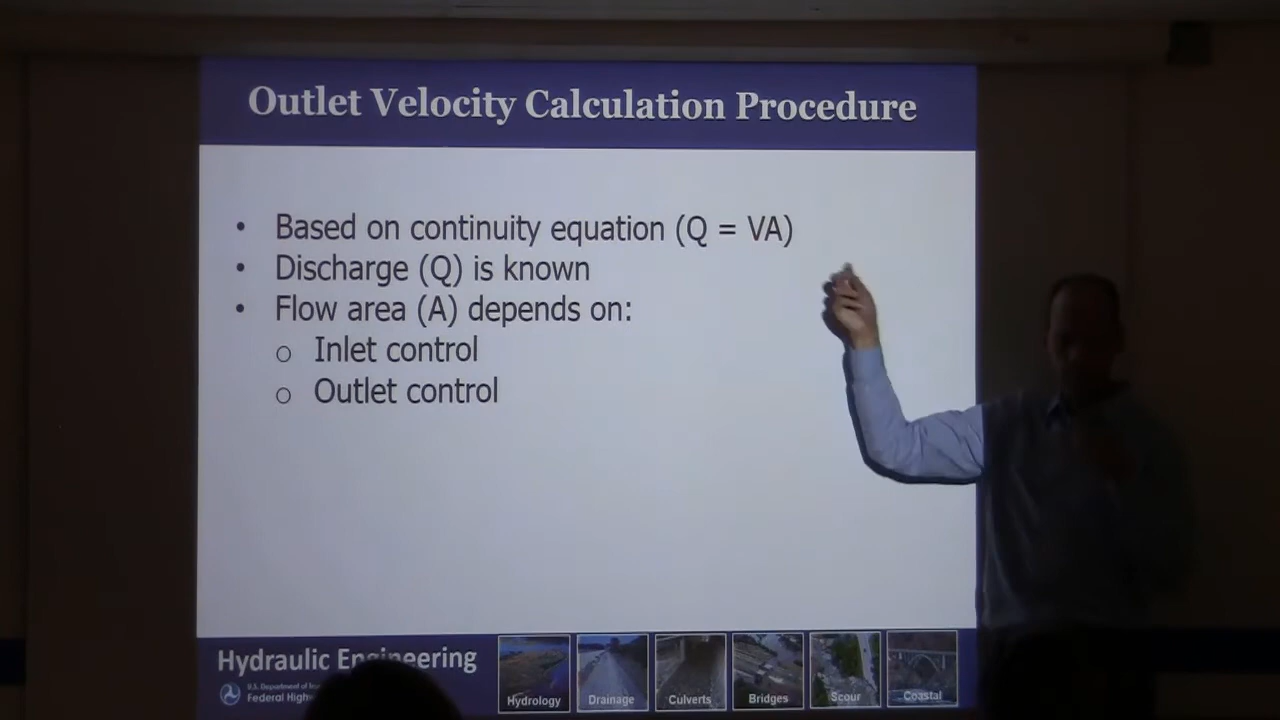 Outlet Velocity Calculation Procedure
• Based on continuity equation (Q = VA)
• Discharge (Q) is known
• Flow area (A) depends on:
o Inlet control
o Outlet control
Hydraulic Engineering
U.S. Department of
Federal
Hydrology
Drainage
Culverts
Bridges
Scour
Coastal